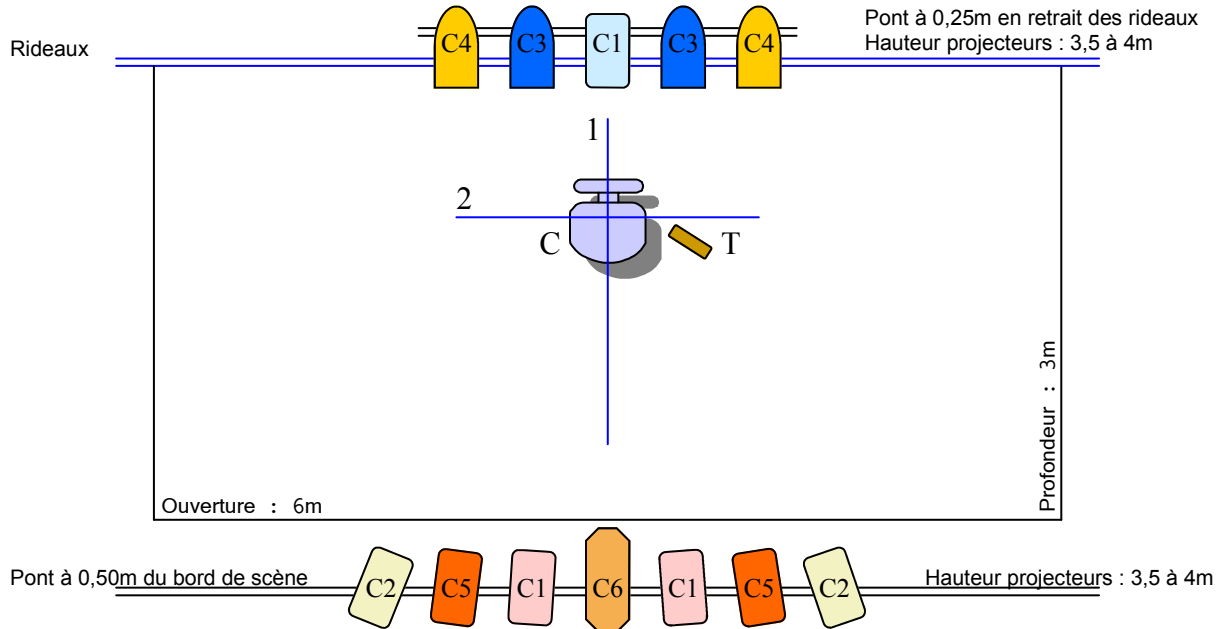 Pont à 0,25m en retrait des rideaux
Hauteur projecteurs : 3,5 à 4m
Rideaux
C4 C3 C1 C3 C4
1
2
C T
Profondeur : 3m
Ouverture : 6m
Pont à 0,50m du bord de scène
C2 C5 C1 C6 C1 C5 C2
Hauteur projecteurs : 3,5 à 4m